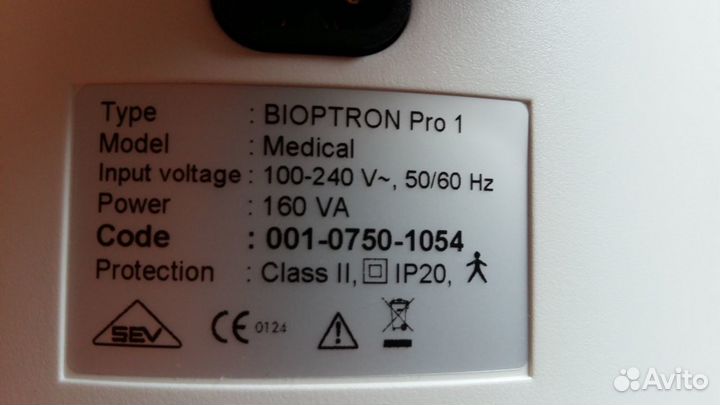 Type : BIOPTRON Pro 1
Model : Medical
Input voltage : 100-240 V~, 50/60 Hz
Power : 160 VA
Code : 001-0750-1054
Protection : Class II, IP20,
SEV CE 0124
Avito